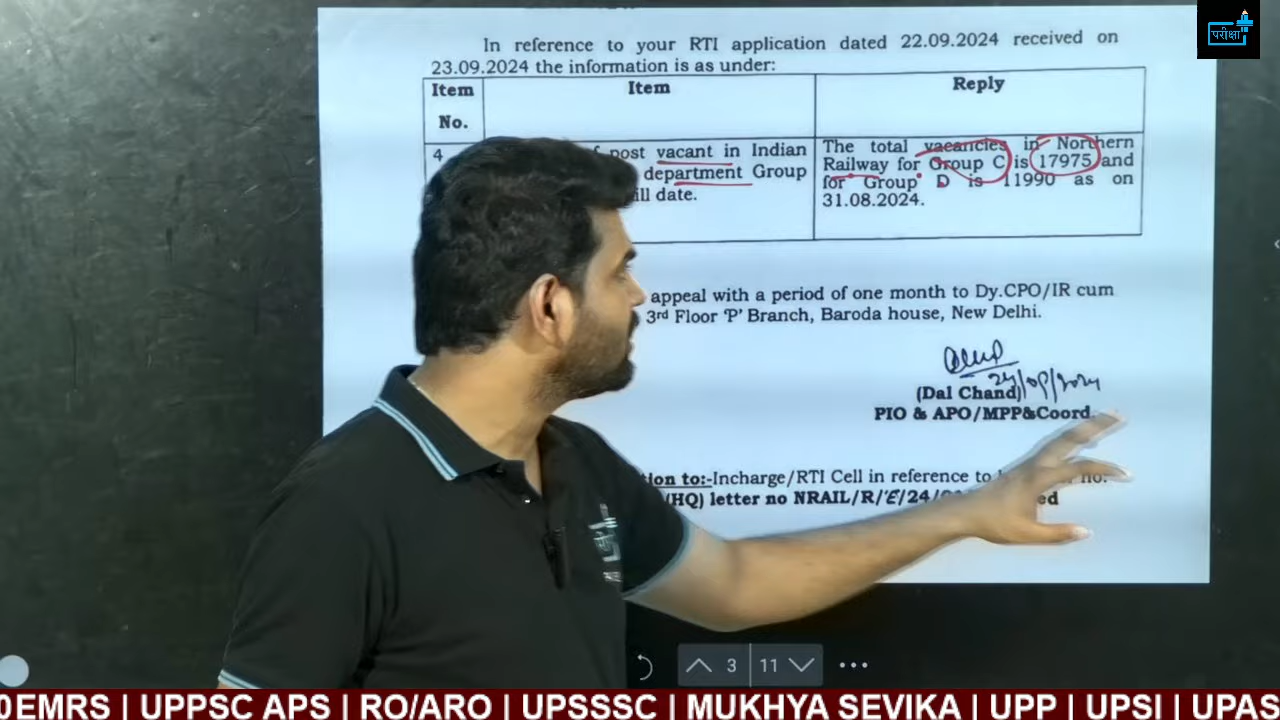 परीक्षा
In reference to your RTI application dated 22.09.2024 received on
23.09.2024 the information is as under:
Item No.
Item
Reply
4
post vacant in Indian
department Group
ill date.
The total vacancies in Northern
Railway for Group C is 17975 and
for Group D is 11990 as on
31.08.2024.
appeal with a period of one month to Dy.CPO/IR cum
3rd Floor 'P' Branch, Baroda house, New Delhi.
(Dal Chand)
PIO & APO/MPP&Coord
ion to:-Incharge/RTI Cell in reference to
(HQ) letter no NRAIL/R/E/24/
3
11
0EMRS | UPPSC APS | RO/ARO | UPSSSC | MUKHYA SEVIKA | UPP | UPSI | UPAS